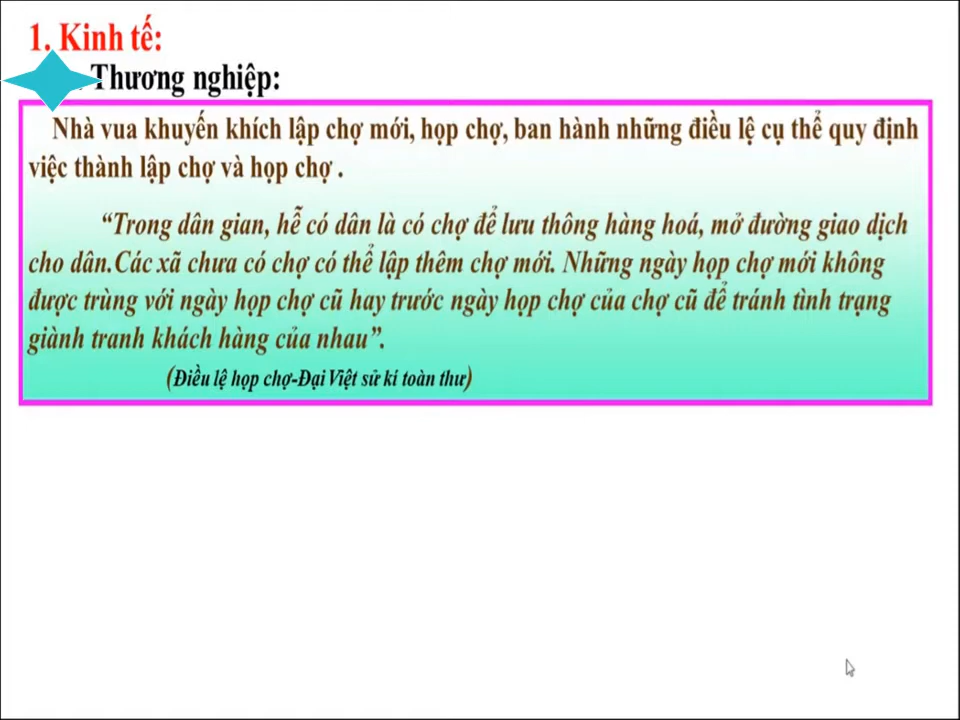 1. Kinh tế:
Thương nghiệp:
Nhà vua khuyến khích lập chợ mới, họp chợ, ban hành những điều lệ cụ thể quy định
việc thành lập chợ và họp chợ .
“Trong dân gian, hễ có dân là có chợ để lưu thông hàng hoá, mở đường giao dịch
cho dân.Các xã chưa có chợ có thể lập thêm chợ mới. Những ngày họp chợ mới không
được trùng với ngày họp chợ cũ hay trước ngày họp chợ của chợ cũ để tránh tình trạng
giành tranh khách hàng của nhau”.
(Điều lệ họp chợ-Đại Việt sử kí toàn thư)